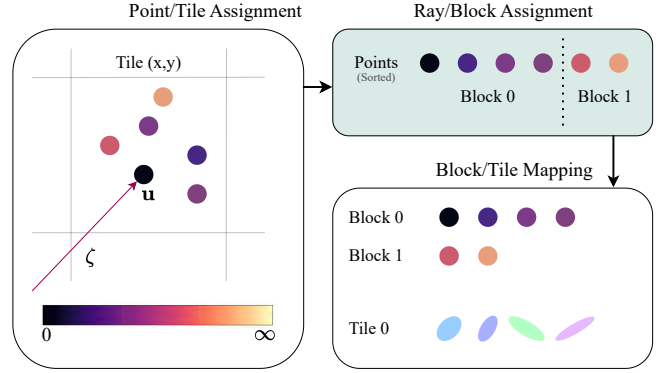 Point/Tile Assignment
Tile (x,y)
u
ζ
0
∞
Ray/Block Assignment
Points
(Sorted)
Block 0
Block 1
Block/Tile Mapping
Block 0
Block 1
Tile 0